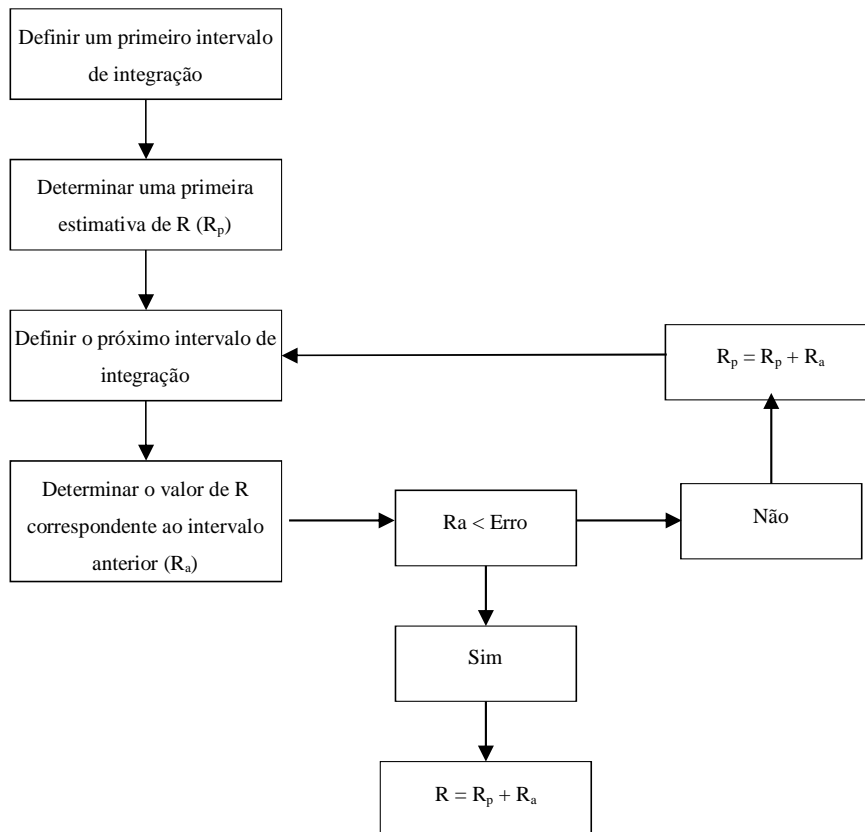 Definir um primeiro intervalo
de integração
Determinar uma primeira
estimativa de R (Rₚ)
Definir o próximo intervalo de
integração
Determinar o valor de R
correspondente ao intervalo
anterior (Rₐ)
Ra < Erro
Não
Rₚ = Rₚ + Rₐ
Sim
R = Rₚ + Rₐ